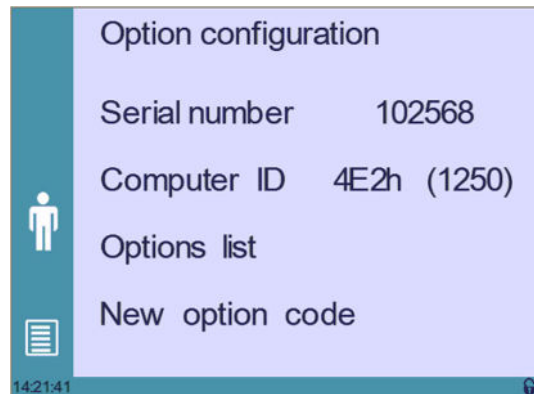 Option configuration
Serial number 102568
Computer ID 4E2h (1250)
Options list
New option code
14:21:41